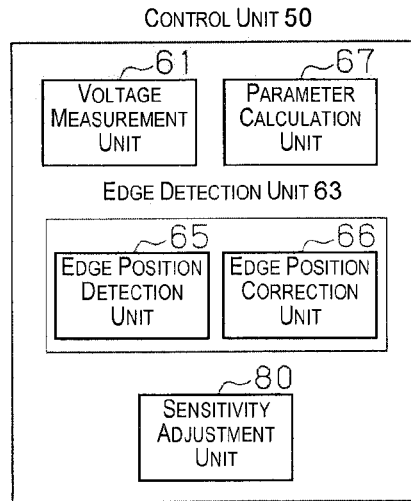 CONTROL UNIT 50
61
67
VOLTAGE
MEASUREMENT
UNIT
PARAMETER
CALCULATION
UNIT
EDGE DETECTION UNIT 63
65
66
EDGE POSITION
DETECTION
UNIT
EDGE POSITION
CORRECTION
UNIT
80
SENSITIVITY
ADJUSTMENT
UNIT